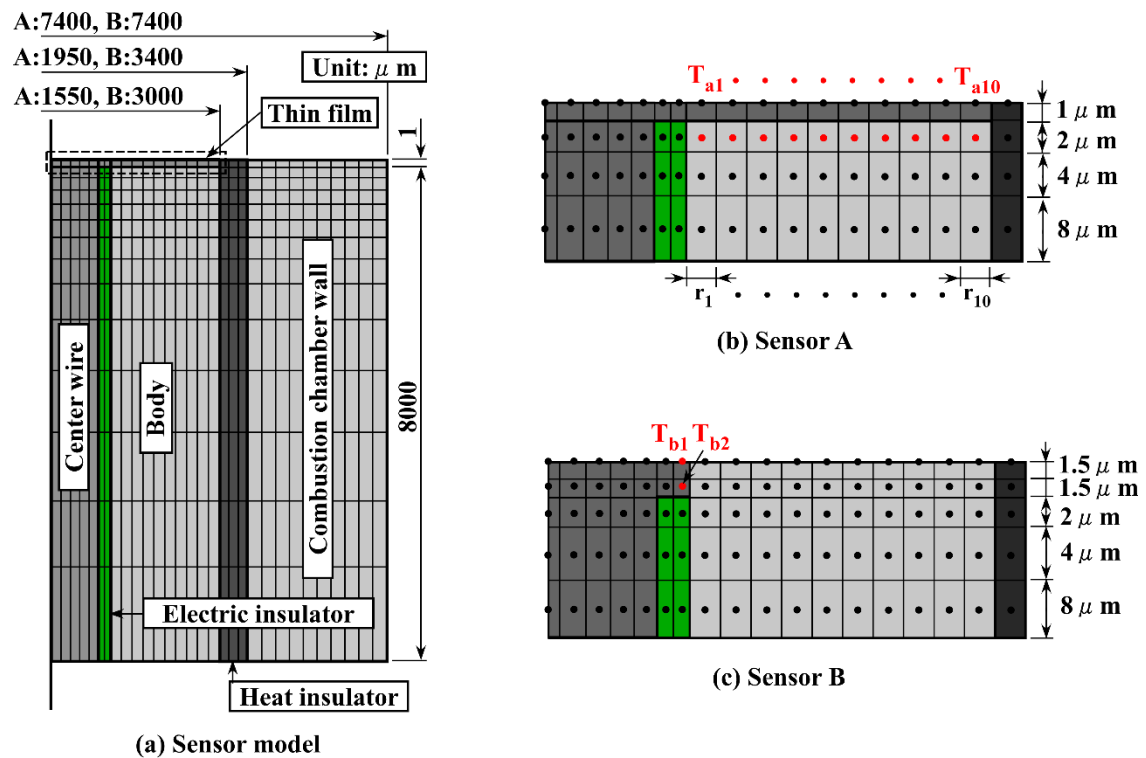 A:7400, B:7400
A:1950, B:3400
Unit: μ m
A:1550, B:3000
Thin film
1
Center wire
Body
Combustion chamber wall
8000
Electric insulator
Heat insulator
(a) Sensor model
Ta1
Ta10
1 μ m
2 μ m
4 μ m
8 μ m
r1
r10
(b) Sensor A
Tb1 Tb2
1.5 μ m
1.5 μ m
2 μ m
4 μ m
8 μ m
(c) Sensor B